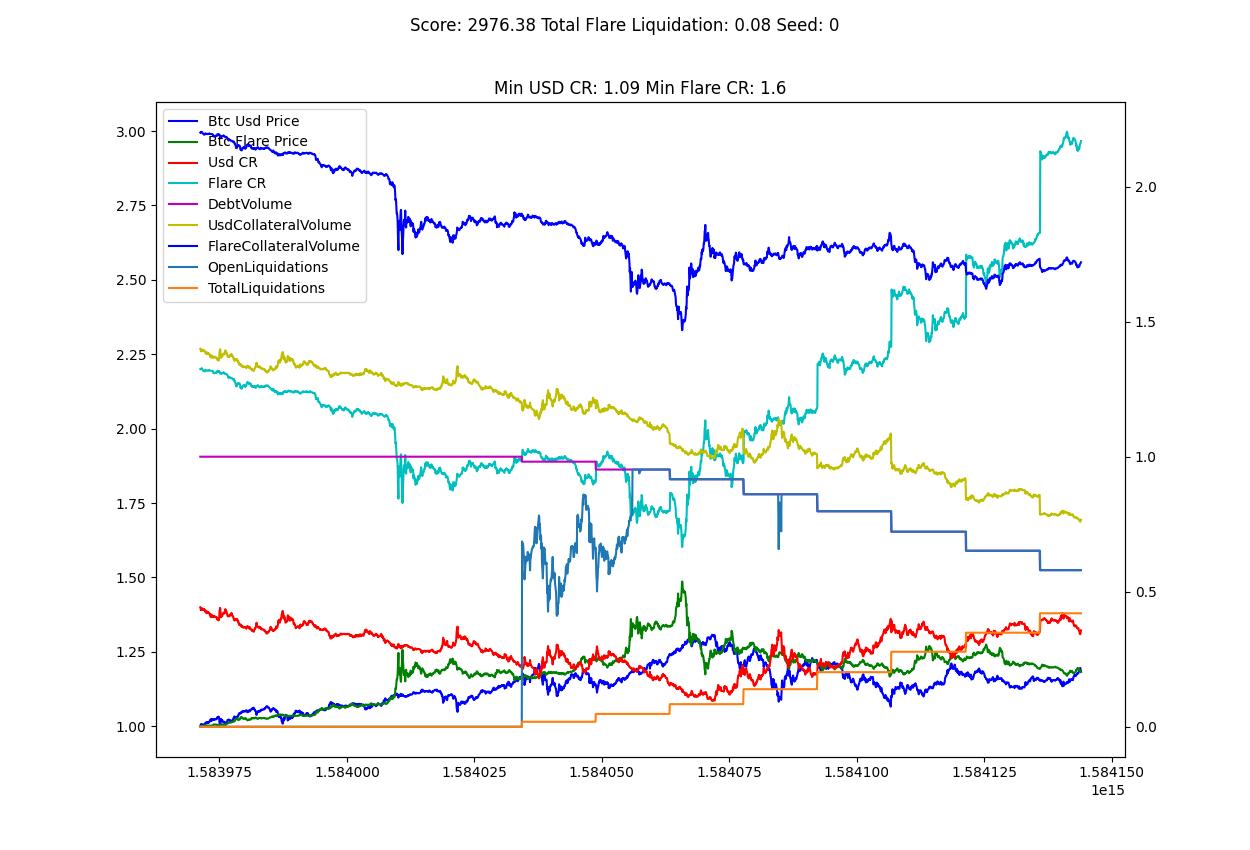 Score: 2976.38 Total Flare Liquidation: 0.08 Seed: 0
Min USD CR: 1.09 Min Flare CR: 1.6
Btc Usd Price
Btc Flare Price
Usd CR
Flare CR
DebtVolume
UsdCollateralVolume
FlareCollateralVolume
OpenLiquidations
TotalLiquidations
3.00
2.75
2.50
2.25
2.00
1.75
1.50
1.25
1.00
2.0
1.5
1.0
0.5
0.0
1.583975 1.584000 1.584025 1.584050 1.584075 1.584100 1.584125 1.584150
1e15